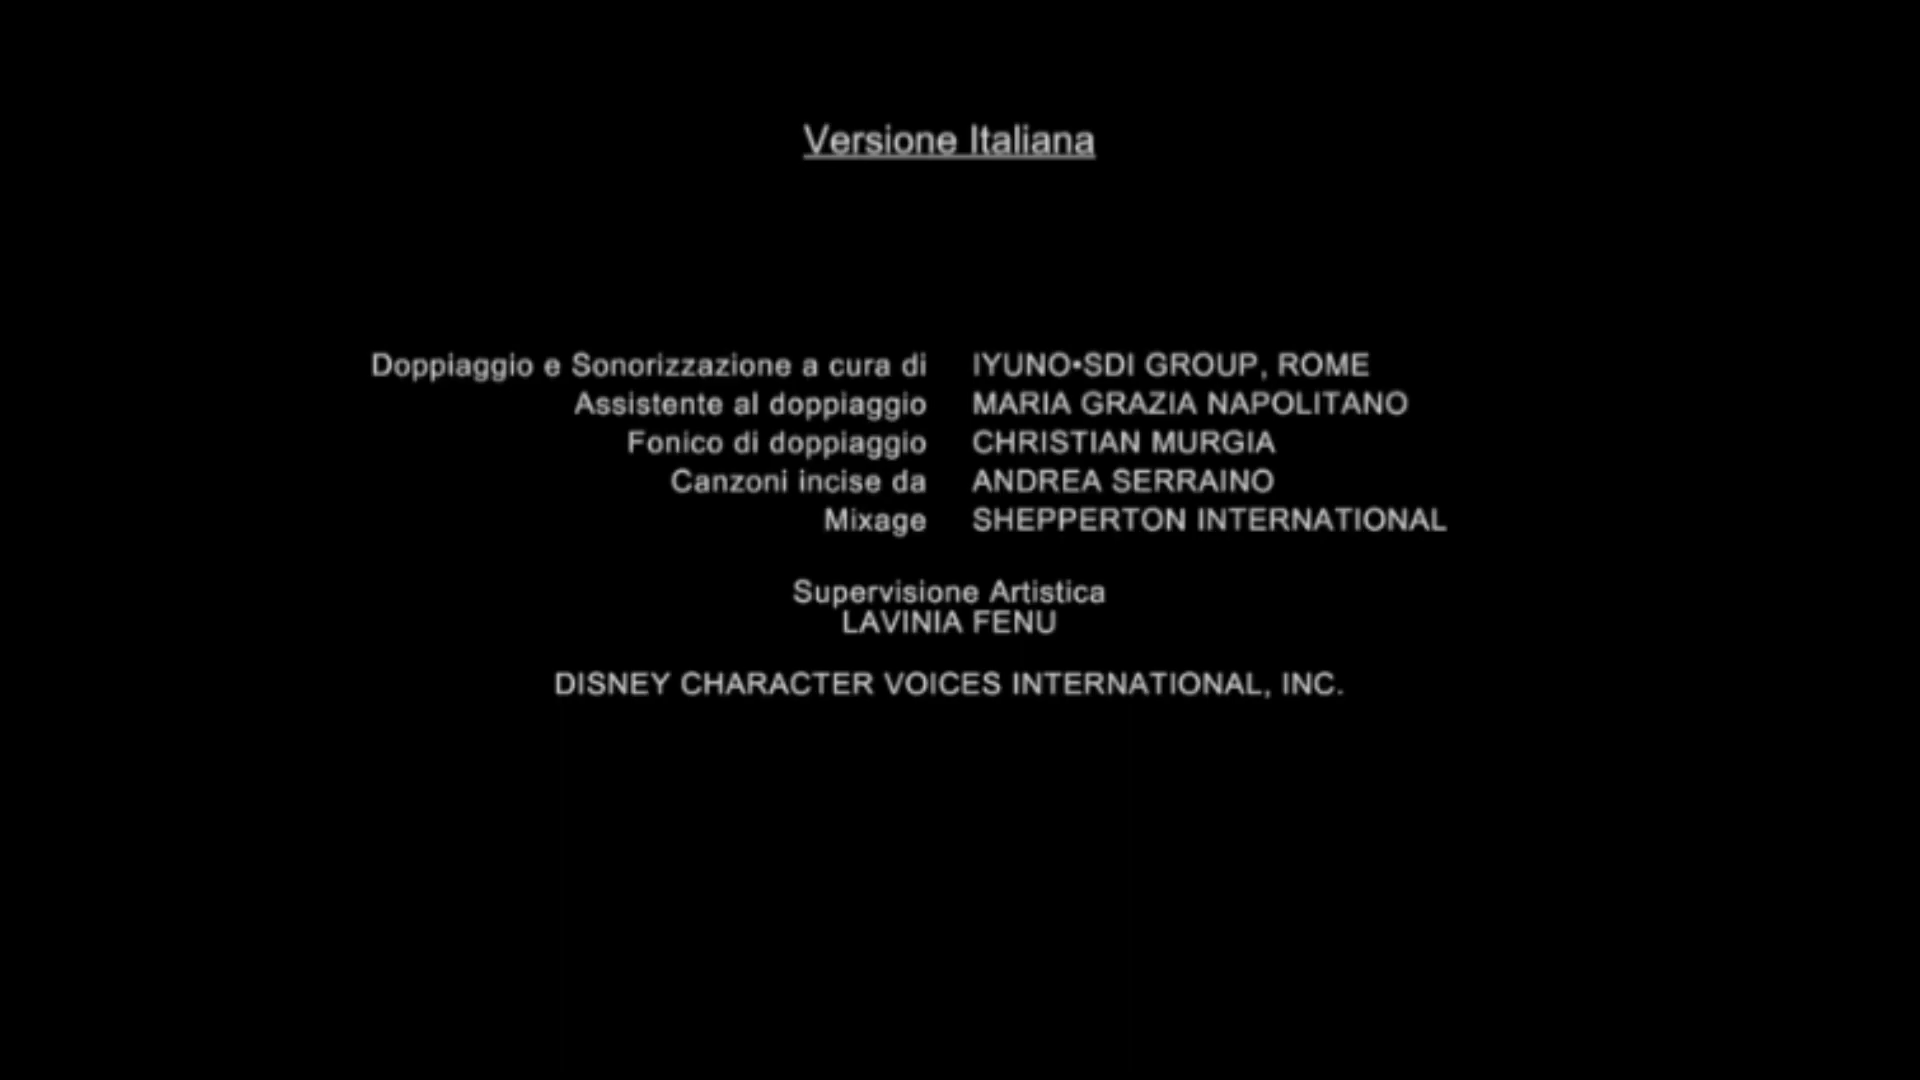 Versione Italiana
Doppiaggio e Sonorizzazione a cura di IYUNO•SDI GROUP, ROME
Assistente al doppiaggio MARIA GRAZIA NAPOLITANO
Fonico di doppiaggio CHRISTIAN MURGIA
Canzoni incise da ANDREA SERRAINO
Mixage SHEPPERTON INTERNATIONAL
Supervisione Artistica
LAVINIA FENU
DISNEY CHARACTER VOICES INTERNATIONAL, INC.